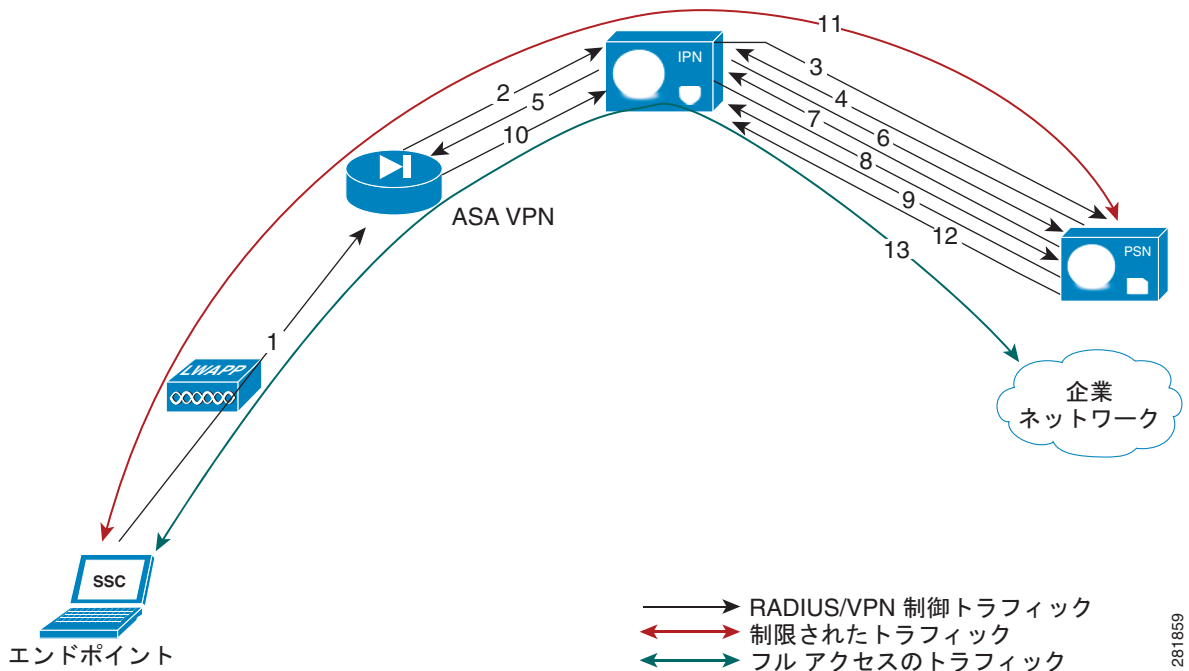 11
IPN
3
2
4
5
6
10
7
8
9
12
ASA VPN
13
PSN
1
LWAPP
企業
ネットワーク
SSC
エンドポイント
RADIUS/VPN 制御トラフィック
制限されたトラフィック
フル アクセスのトラフィック
281859